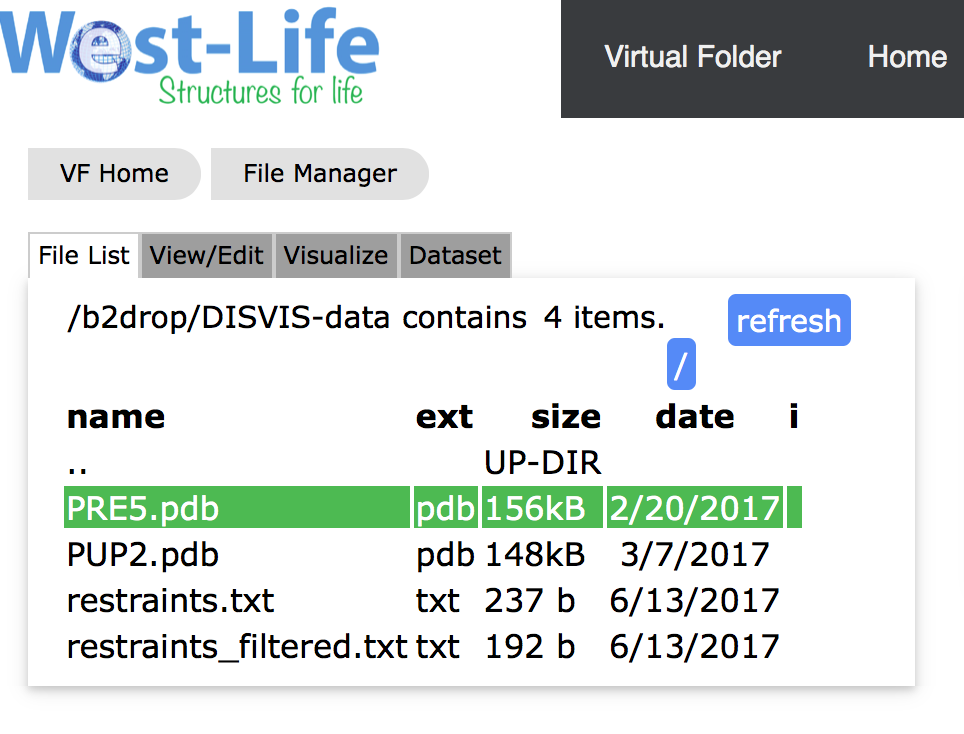 West-Life
Structures for life
Virtual Folder Home
VF Home File Manager
File List View/Edit Visualize Dataset
/b2drop/DISVIS-data contains 4 items. refresh
/
name ext size date i
.. UP-DIR
PRE5.pdb pdb 156kB 2/20/2017
PUP2.pdb pdb 148kB 3/7/2017
restraints.txt txt 237 b 6/13/2017
restraints_filtered.txt txt 192 b 6/13/2017